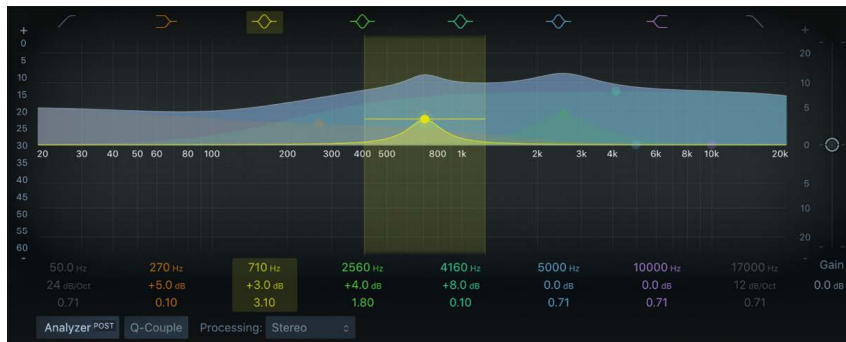 + +
0
5 20
10 10
15
20 5
25
30 20 30 40 50 60 80 100 200 300 400 500 800 1k 2k 3k 4k 6k 8k 10k 20k 0
35
40 5
45
50 10
55
60 20
- -
50.0 Hz 270 Hz 710 Hz 2560 Hz 4160 Hz 5000 Hz 10000 Hz 17000 Hz Gain
24 dB/Oct +5.0 dB +3.0 dB +4.0 dB +8.0 dB 0.0 dB 0.0 dB 12 dB/Oct 0.0 dB
0.71 0.10 3.10 1.80 0.10 0.71 0.71 0.71
Analyzer POST Q-Couple Processing: Stereo